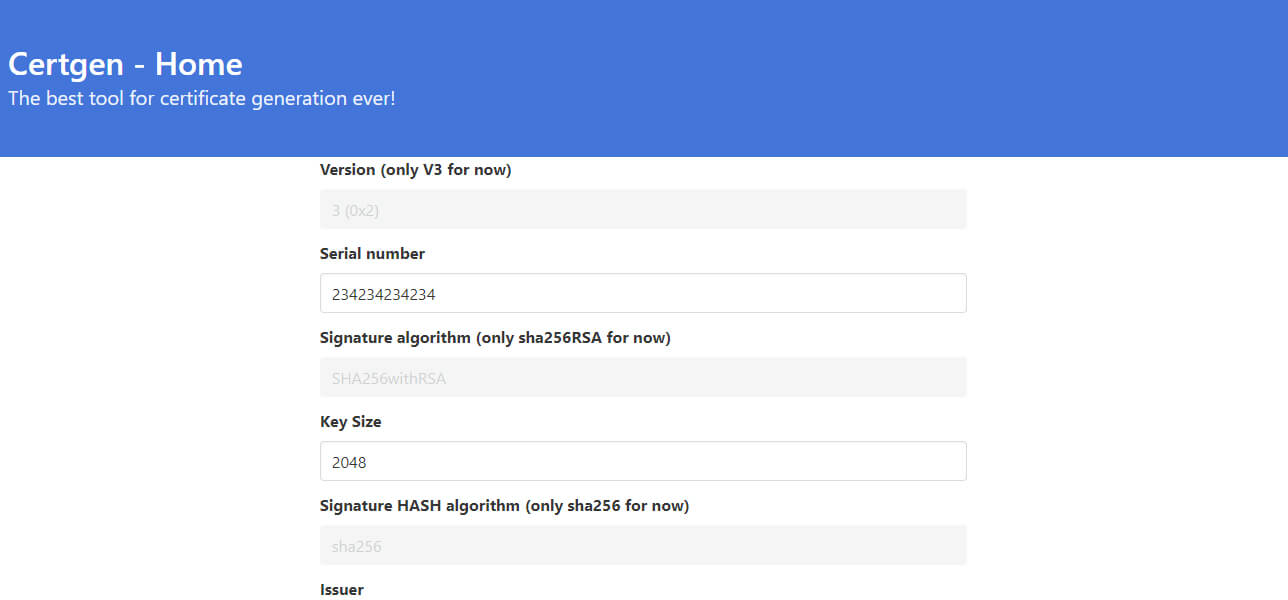 Certgen - Home
The best tool for certificate generation ever!
Version (only V3 for now)
3 (0x2)
Serial number
234234234234
Signature algorithm (only sha256RSA for now)
SHA256withRSA
Key Size
2048
Signature HASH algorithm (only sha256 for now)
sha256
Issuer